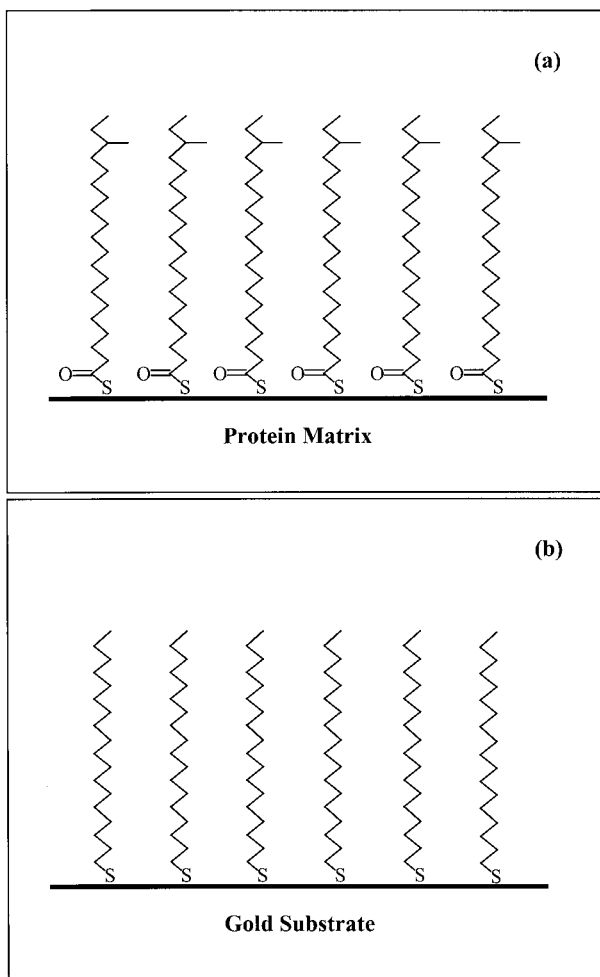 (a)
O O O O O O
S S S S S S
Protein Matrix
(b)
S S S S S S
Gold Substrate